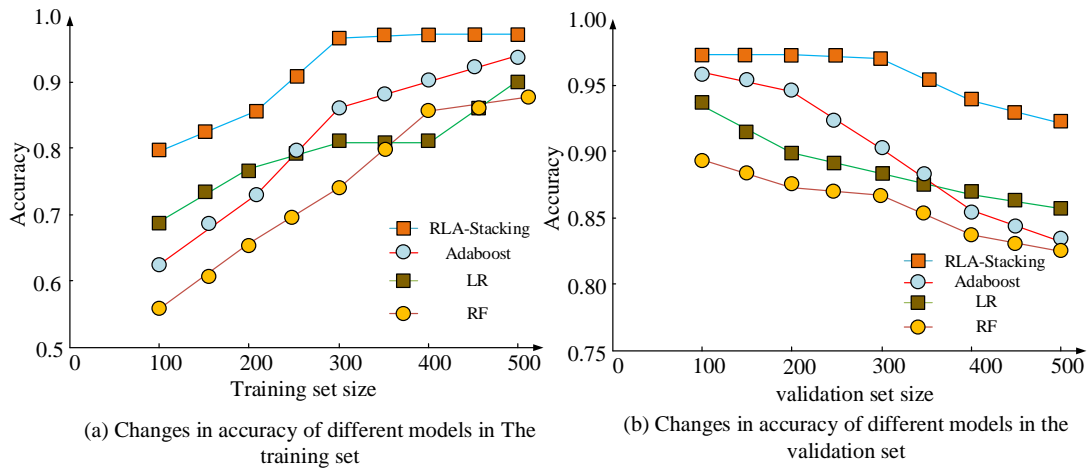 1.0
0.9
0.8
0.7
0.6
0.5
Accuracy
RLA-Stacking
Adaboost
LR
RF
0
100
200
300
400
500
Training set size
(a) Changes in accuracy of different models in The
training set
1.00
0.95
0.90
0.85
0.80
0.75
Accuracy
RLA-Stacking
Adaboost
LR
RF
0
100
200
300
400
500
validation set size
(b) Changes in accuracy of different models in the
validation set